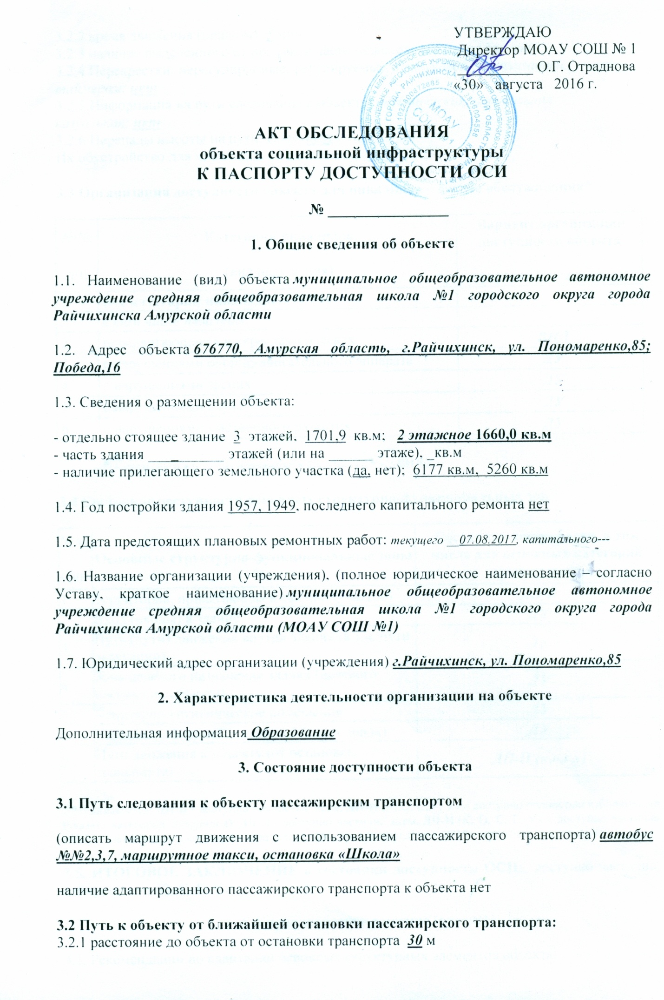 УТВЕРЖДАЮ
Директор МОАУ СОШ № 1
__________ О.Г. Отраднова
«30» августа 2016 г.
МОАУ
СОШ № 1
АКТ ОБСЛЕДОВАНИЯ
объекта социальной инфраструктуры
К ПАСПОРТУ ДОСТУПНОСТИ ОСИ
№ ________________
1. Общие сведения об объекте
1.1. Наименование (вид) объекта муниципальное общеобразовательное автономное
учреждение средняя общеобразовательная школа №1 городского округа города
Райчихинска Амурской области
1.2. Адрес объекта 676770, Амурская область, г.Райчихинск, ул. Пономаренко,85;
Победа,16
1.3. Сведения о размещении объекта:
- отдельно стоящее здание 3 этажей, 1701,9 кв.м; 2 этажное 1660,0 кв.м
- часть здания ___-______ этажей (или на ______ этаже), _кв.м
- наличие прилегающего земельного участка (да, нет); 6177 кв.м, 5260 кв.м
1.4. Год постройки здания 1957, 1949, последнего капитального ремонта нет
1.5. Дата предстоящих плановых ремонтных работ: текущего __07.08.2017, капитального---
1.6. Название организации (учреждения), (полное юридическое наименование – согласно
Уставу, краткое наименование) муниципальное общеобразовательное автономное
учреждение средняя общеобразовательная школа №1 городского округа города
Райчихинска Амурской области (МОАУ СОШ №1)
1.7. Юридический адрес организации (учреждения) г.Райчихинск, ул. Пономаренко,85
2. Характеристика деятельности организации на объекте
Дополнительная информация Образование
3. Состояние доступности объекта
3.1 Путь следования к объекту пассажирским транспортом
(описать маршрут движения с использованием пассажирского транспорта) автобус
№№2,3,7, маршрутное такси, остановка «Школа»
наличие адаптированного пассажирского транспорта к объекта нет
3.2 Путь к объекту от ближайшей остановки пассажирского транспорта:
3.2.1 расстояние до объекта от остановки транспорта 30 м